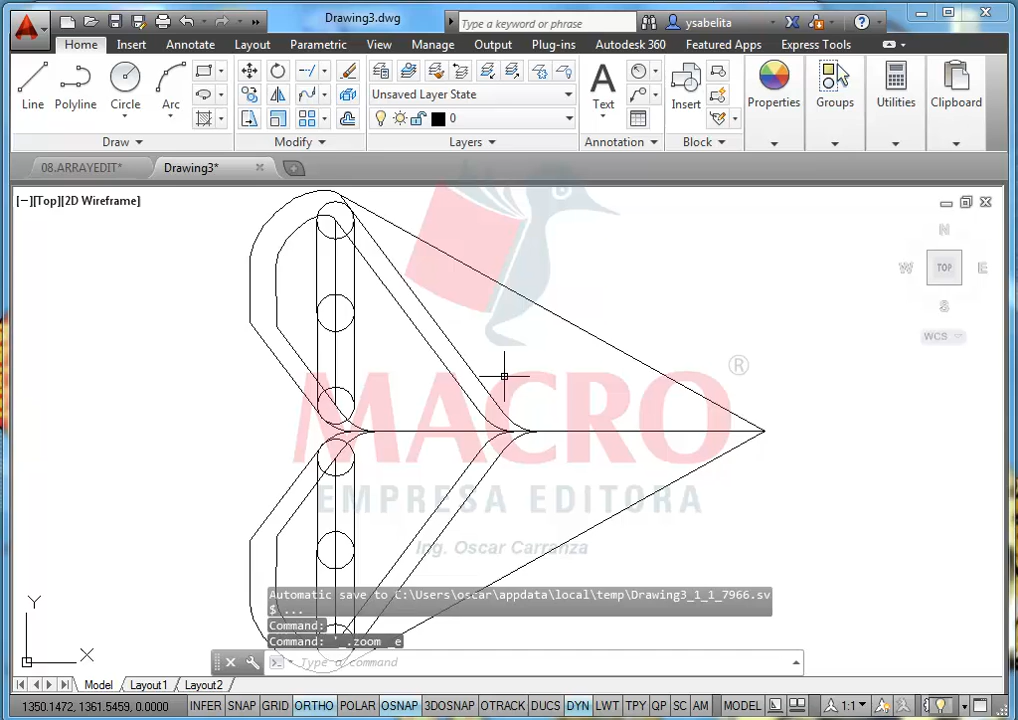 Drawing3.dwg
Type a keyword or phrase
ysabelita
Home Insert Annotate Layout Parametric View Manage Output Plug-ins Autodesk 360 Featured Apps Express Tools
Line Polyline Circle Arc
Unsaved Layer State
0
Text
Insert
Properties Groups Utilities Clipboard
Draw Modify Layers Annotation Block
08.ARRAYEDIT* Drawing3*
[−][Top][2D Wireframe]
N
W TOP E
S
WCS
MACRO®
EMPRESA EDITORA
Ing. Oscar Carranza
Automatic save to C:\Users\oscar\appdata\local\temp\Drawing3_1_1_7966.sv
$ ...
Command:
Command: '_.zoom _e
Type a command
Y
X
Model Layout1 Layout2
1350.1472, 1361.5459, 0.0000 INFER SNAP GRID ORTHO POLAR OSNAP 3DOSNAP OTRACK DUCS DYN LWT TPY QP SC AM MODEL 1:1